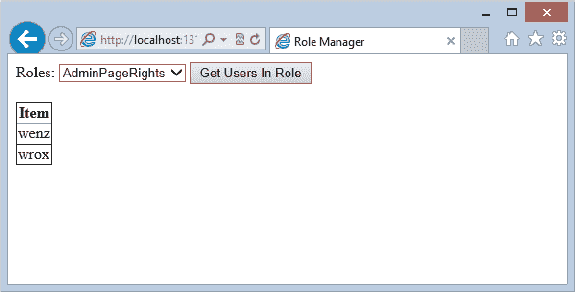 http://localhost:13
Role Manager
Roles: AdminPageRights Get Users In Role
Item
wenz
wrox